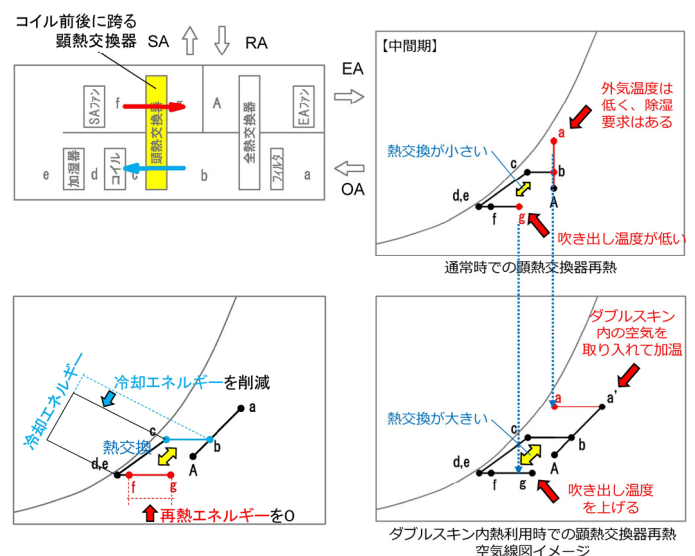 コイル前後に跨る
顕熱交換器
SA
RA
EA
OA
SAファン
f
g
A
EAファン
顕熱交換器
全熱交換器
e
加湿器
d
コイル
c
b
フィルタ
a
【中間期】
外気温度は
低く、除湿
要求はある
a
熱交換が小さい
c
b
A
d,e
f
g
吹き出し温度が低い
通常時での顕熱交換器再熱
冷却エネルギー
冷却エネルギーを削減
a
熱交換
c
b
A
d,e
f
g
再熱エネルギーを0
ダブルスキン
内の空気を
取り入れて加温
a
a'
熱交換が大きい
c
b
A
d,e
f
g
吹き出し温度
を上げる
ダブルスキン内熱利用時での顕熱交換器再熱
空気線図イメージ